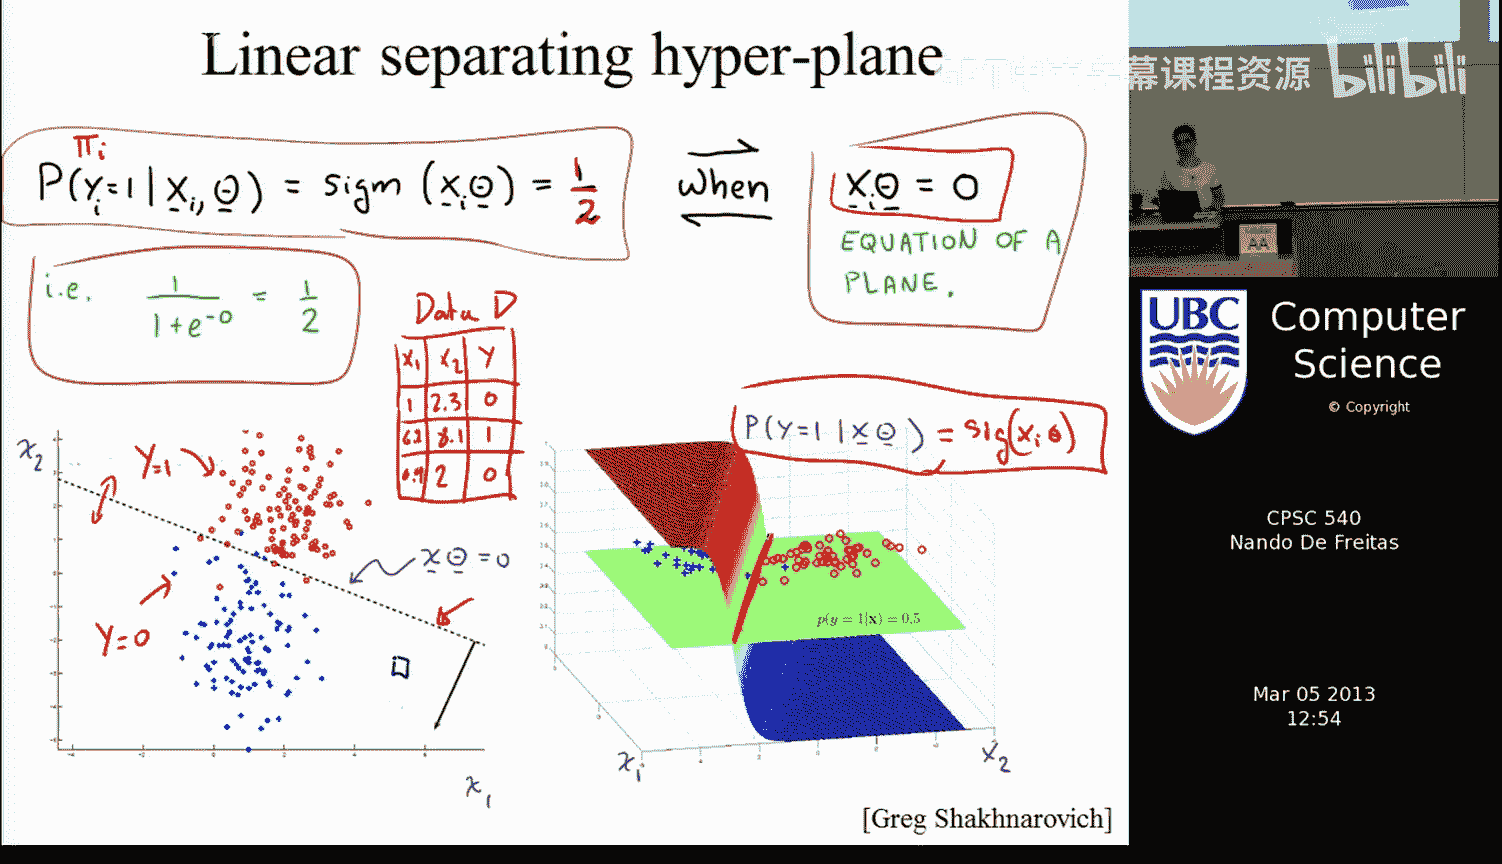 Linear separating hyper-plane
幕课程资源 bilibili
πi
P(yi=1 | xi, θ) = sigm (xiθ) = 1/2
when
xiθ = 0
EQUATION OF A
PLANE.
i.e. 1/(1+e^-0) = 1/2
Data D
x1 x2 Y
1 2.3 0
6.2 8.1 1
2 0
P(Y=1 | x θ) = sig(xi θ)
x2
Y=1
x θ = 0
Y=0
x1
p(y = 1|x) = 0.5
x1
x2
[Greg Shakhnarovich]
AA
UBC
Computer
Science
© Copyright
CPSC 540
Nando De Freitas
Mar 05 2013
12:54